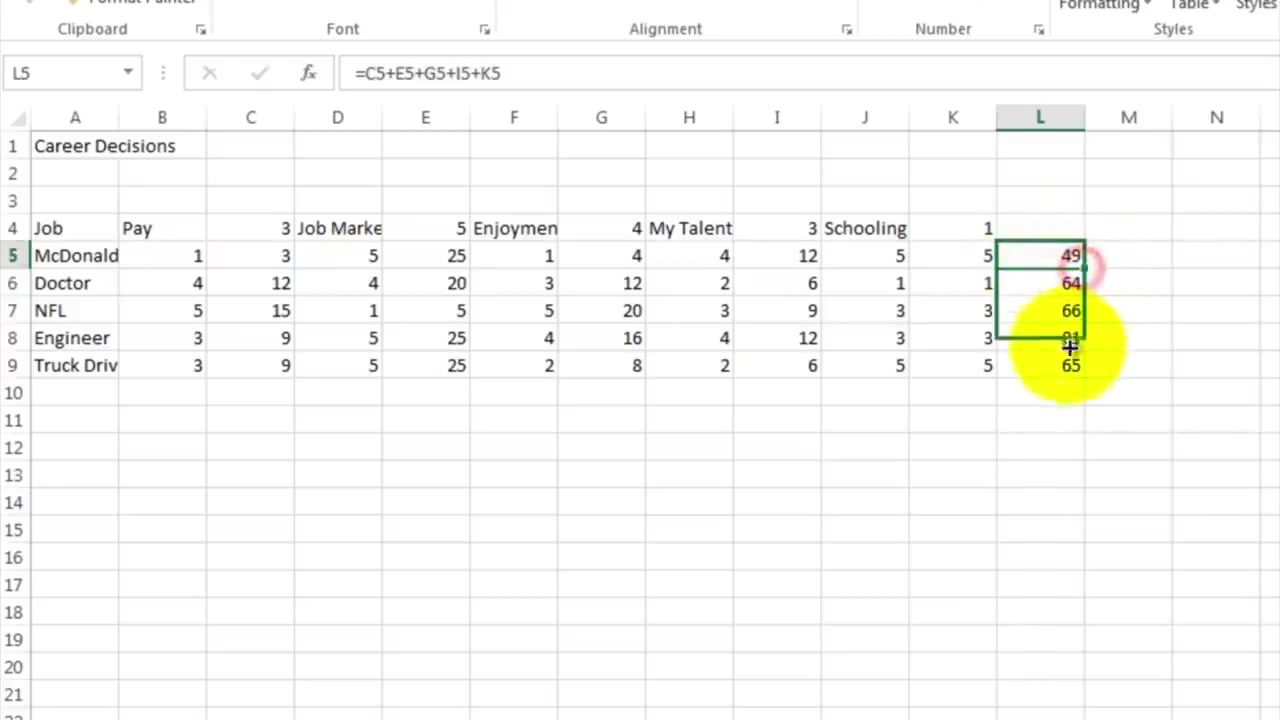 Format Painter
Formatting Table Styles
Clipboard Font Alignment Number Styles
L5 fx =C5+E5+G5+I5+K5
A B C D E F G H I J K L M N
1 Career Decisions
2
3
4 Job Pay 3 Job Marke 5 Enjoymen 4 My Talent 3 Schooling 1
5 McDonald 1 3 5 25 1 4 4 12 5 5 49
6 Doctor 4 12 4 20 3 12 2 6 1 1 64
7 NFL 5 15 1 5 5 20 3 9 3 3 66
8 Engineer 3 9 5 25 4 16 4 12 3 3
9 Truck Driv 3 9 5 25 2 8 2 6 5 5 65
10
11
12
13
14
15
16
17
18
19
20
21